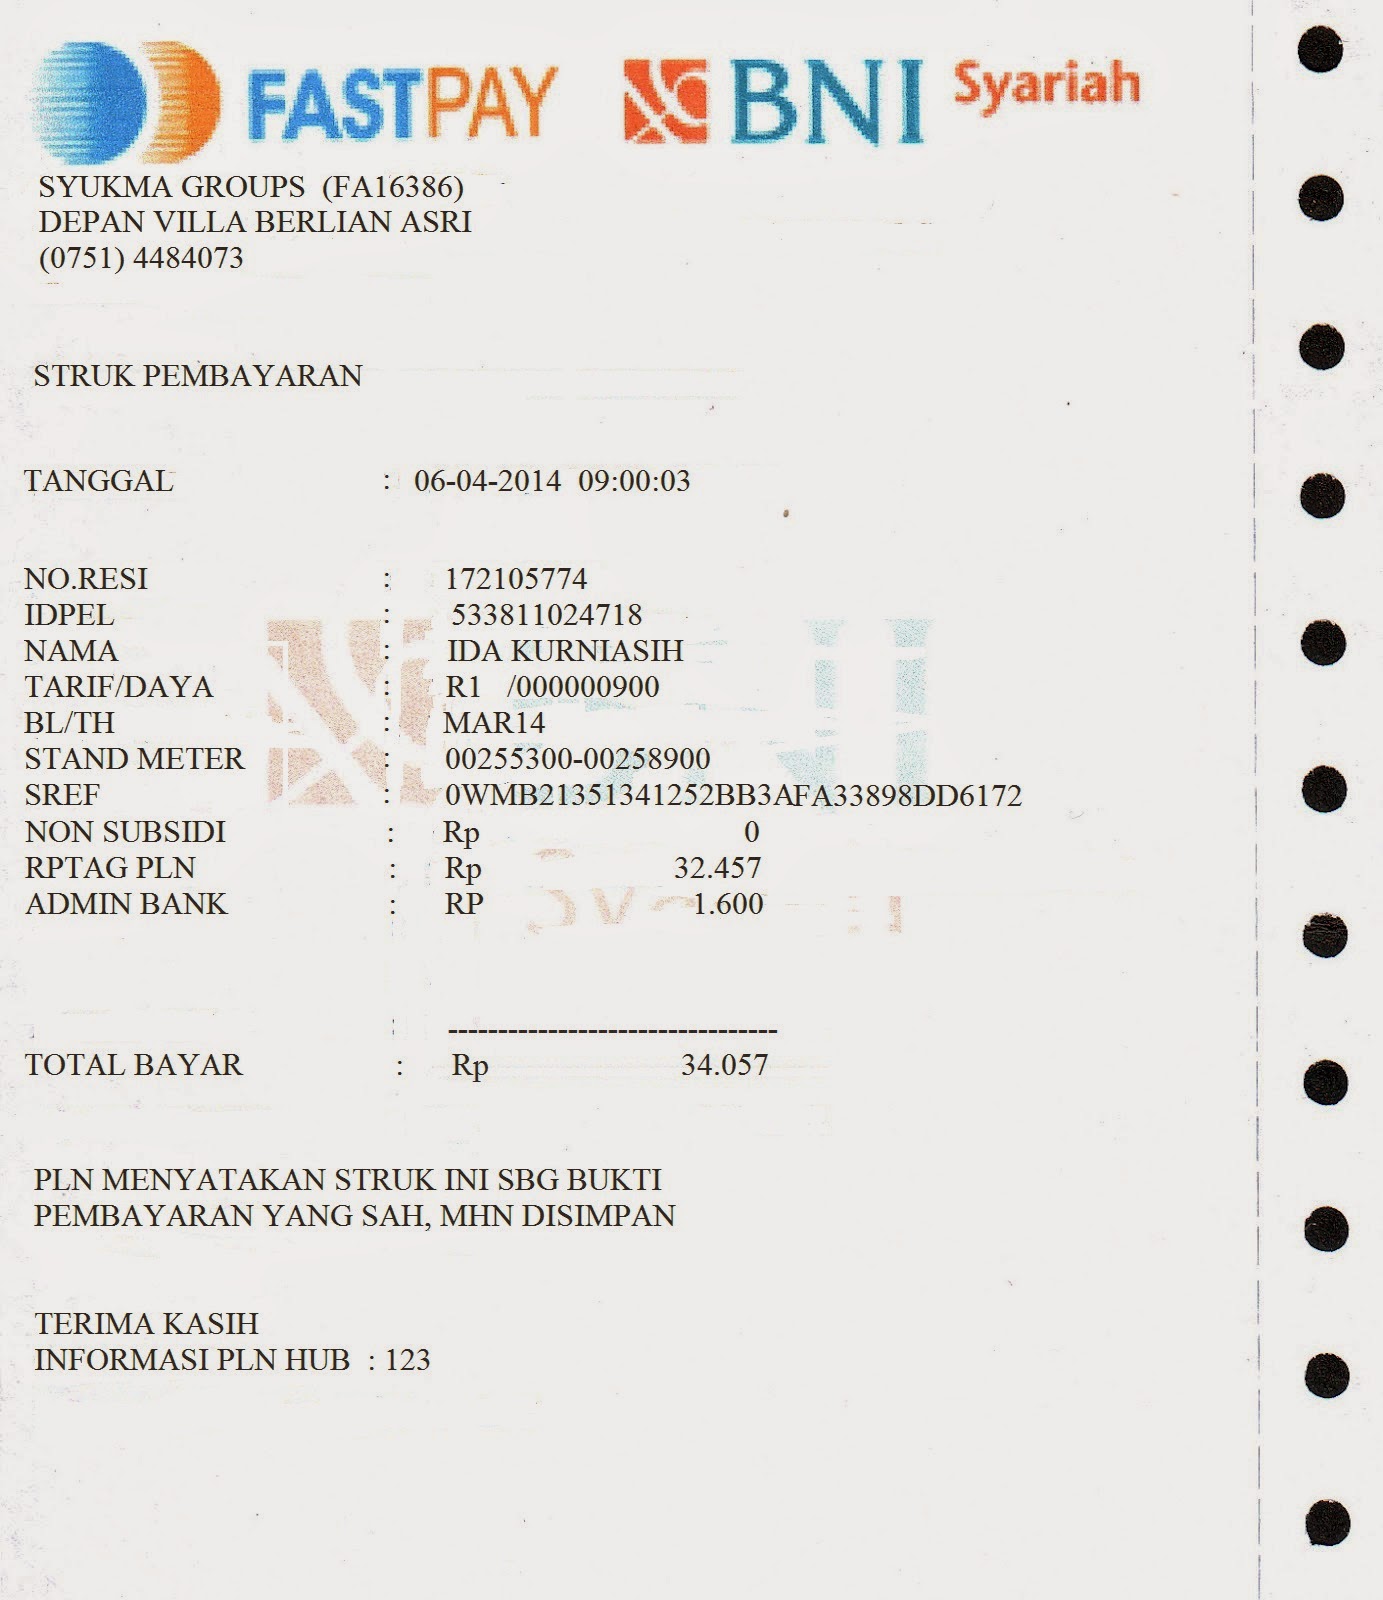 FASTPAY BNI Syariah
SYUKMA GROUPS (FA16386)
DEPAN VILLA BERLIAN ASRI
(0751) 4484073
STRUK PEMBAYARAN
TANGGAL : 06-04-2014 09:00:03
NO.RESI : 172105774
IDPEL : 533811024718
NAMA : IDA KURNIASIH
TARIF/DAYA : R1 /000000900
BL/TH : MAR14
STAND METER : 00255300-00258900
SREF : 0WMB21351341252BB3AFA33898DD6172
NON SUBSIDI : Rp 0
RPTAG PLN : Rp 32.457
ADMIN BANK : RP 1.600
: ---------------------------------
TOTAL BAYAR : Rp 34.057
PLN MENYATAKAN STRUK INI SBG BUKTI
PEMBAYARAN YANG SAH, MHN DISIMPAN
TERIMA KASIH
INFORMASI PLN HUB : 123